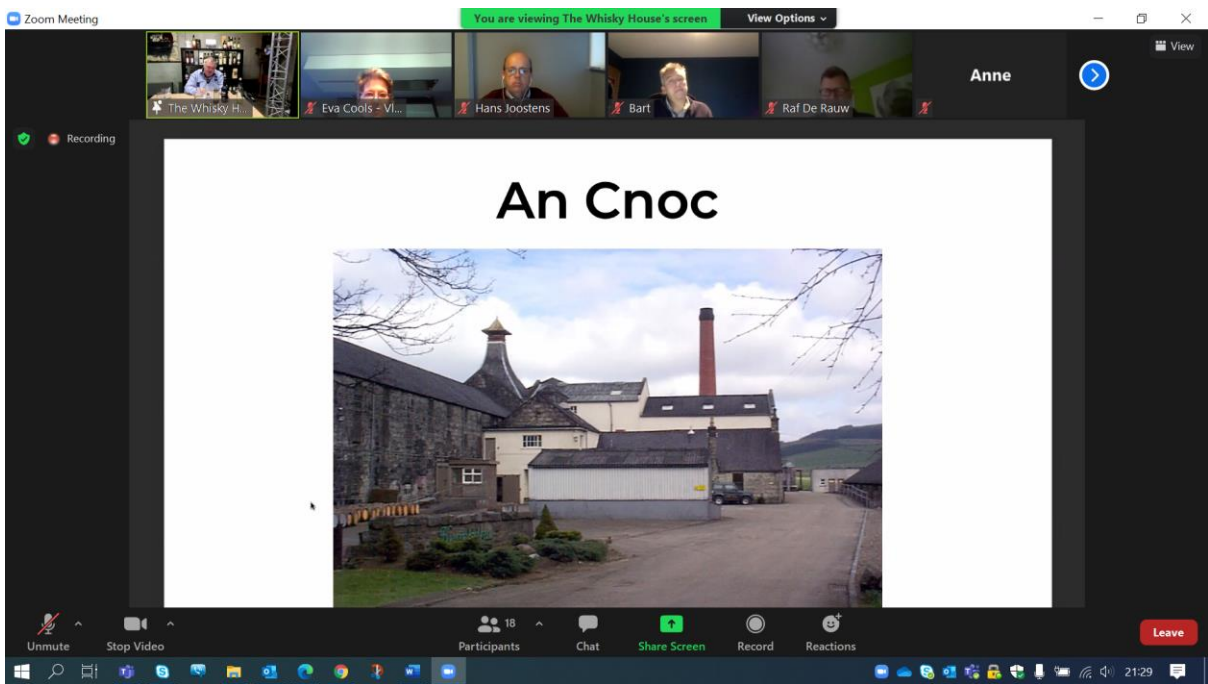 Zoom Meeting
You are viewing The Whisky House's screen
View Options
View
The Whisky H...
Eva Cools - Vl...
Hans Joostens
Bart
Raf De Rauw
Anne
Recording
An Cnoc
Unmute
Stop Video
Participants
18
Chat
Share Screen
Record
Reactions
Leave
21:29